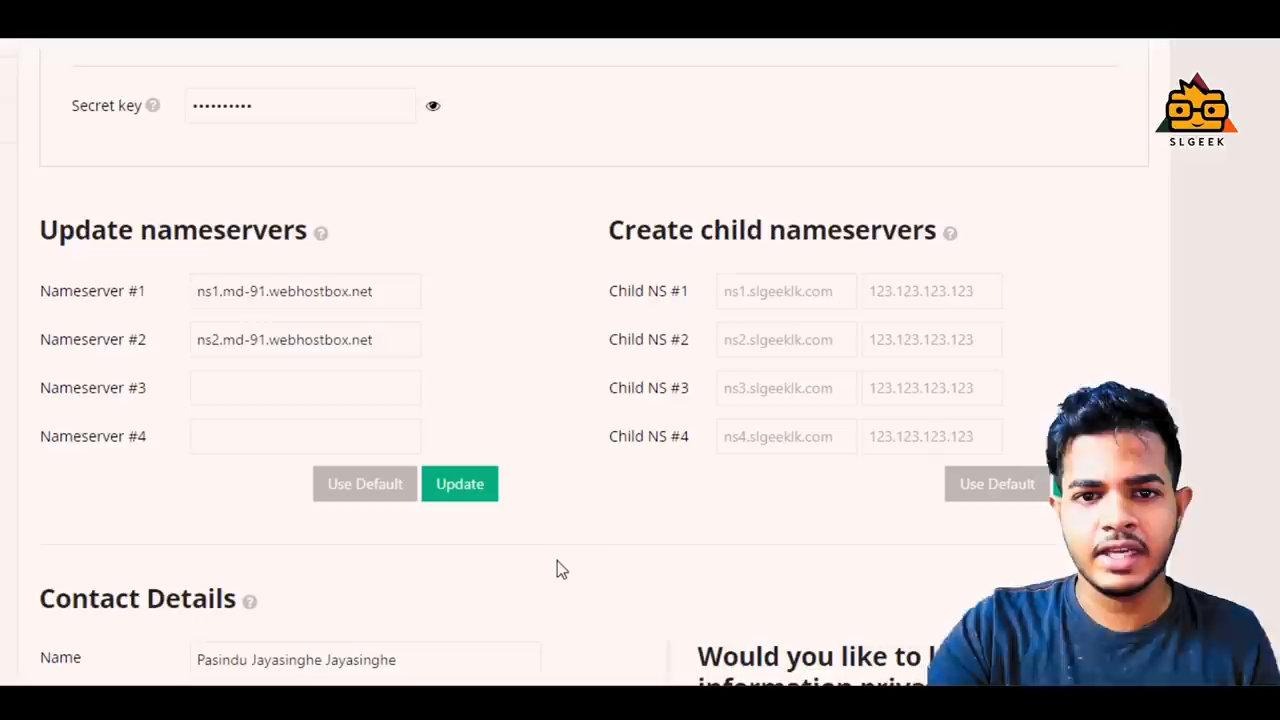 Secret key
••••••••••
SLGEEK
Update nameservers
Create child nameservers
Nameserver #1 ns1.md-91.webhostbox.net
Child NS #1 ns1.slgeeklk.com 123.123.123.123
Nameserver #2 ns2.md-91.webhostbox.net
Child NS #2 ns2.slgeeklk.com 123.123.123.123
Nameserver #3
Child NS #3 ns3.slgeeklk.com 123.123.123.123
Nameserver #4
Child NS #4 ns4.slgeeklk.com 123.123.123.123
Use Default Update
Use Default
Contact Details
Name Pasindu Jayasinghe Jayasinghe
Would you like to
information